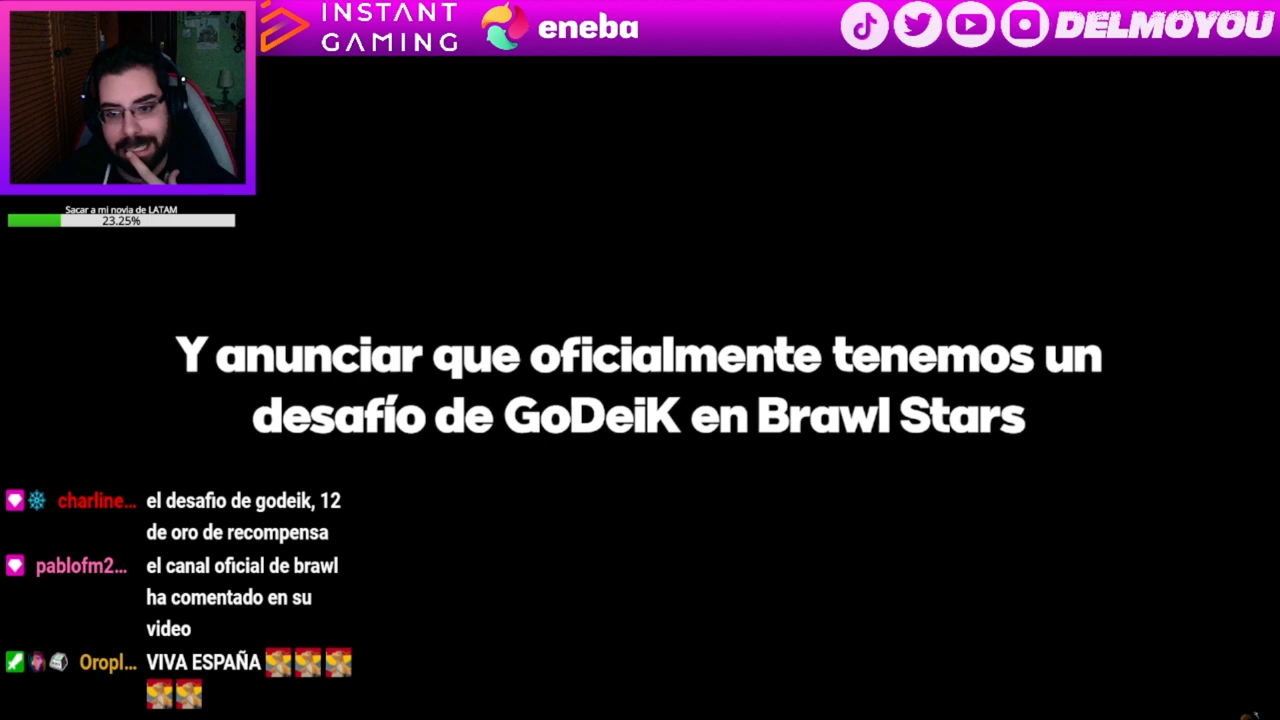 INSTANT
GAMING
eneba
DELMOYOU
Sacar a mi novia de LATAM
23.25%
Y anunciar que oficialmente tenemos un
desafío de GoDeiK en Brawl Stars
charline... el desafio de godeik, 12
de oro de recompensa
pablofm2... el canal oficial de brawl
ha comentado en su
video
Oropl... VIVA ESPAÑA